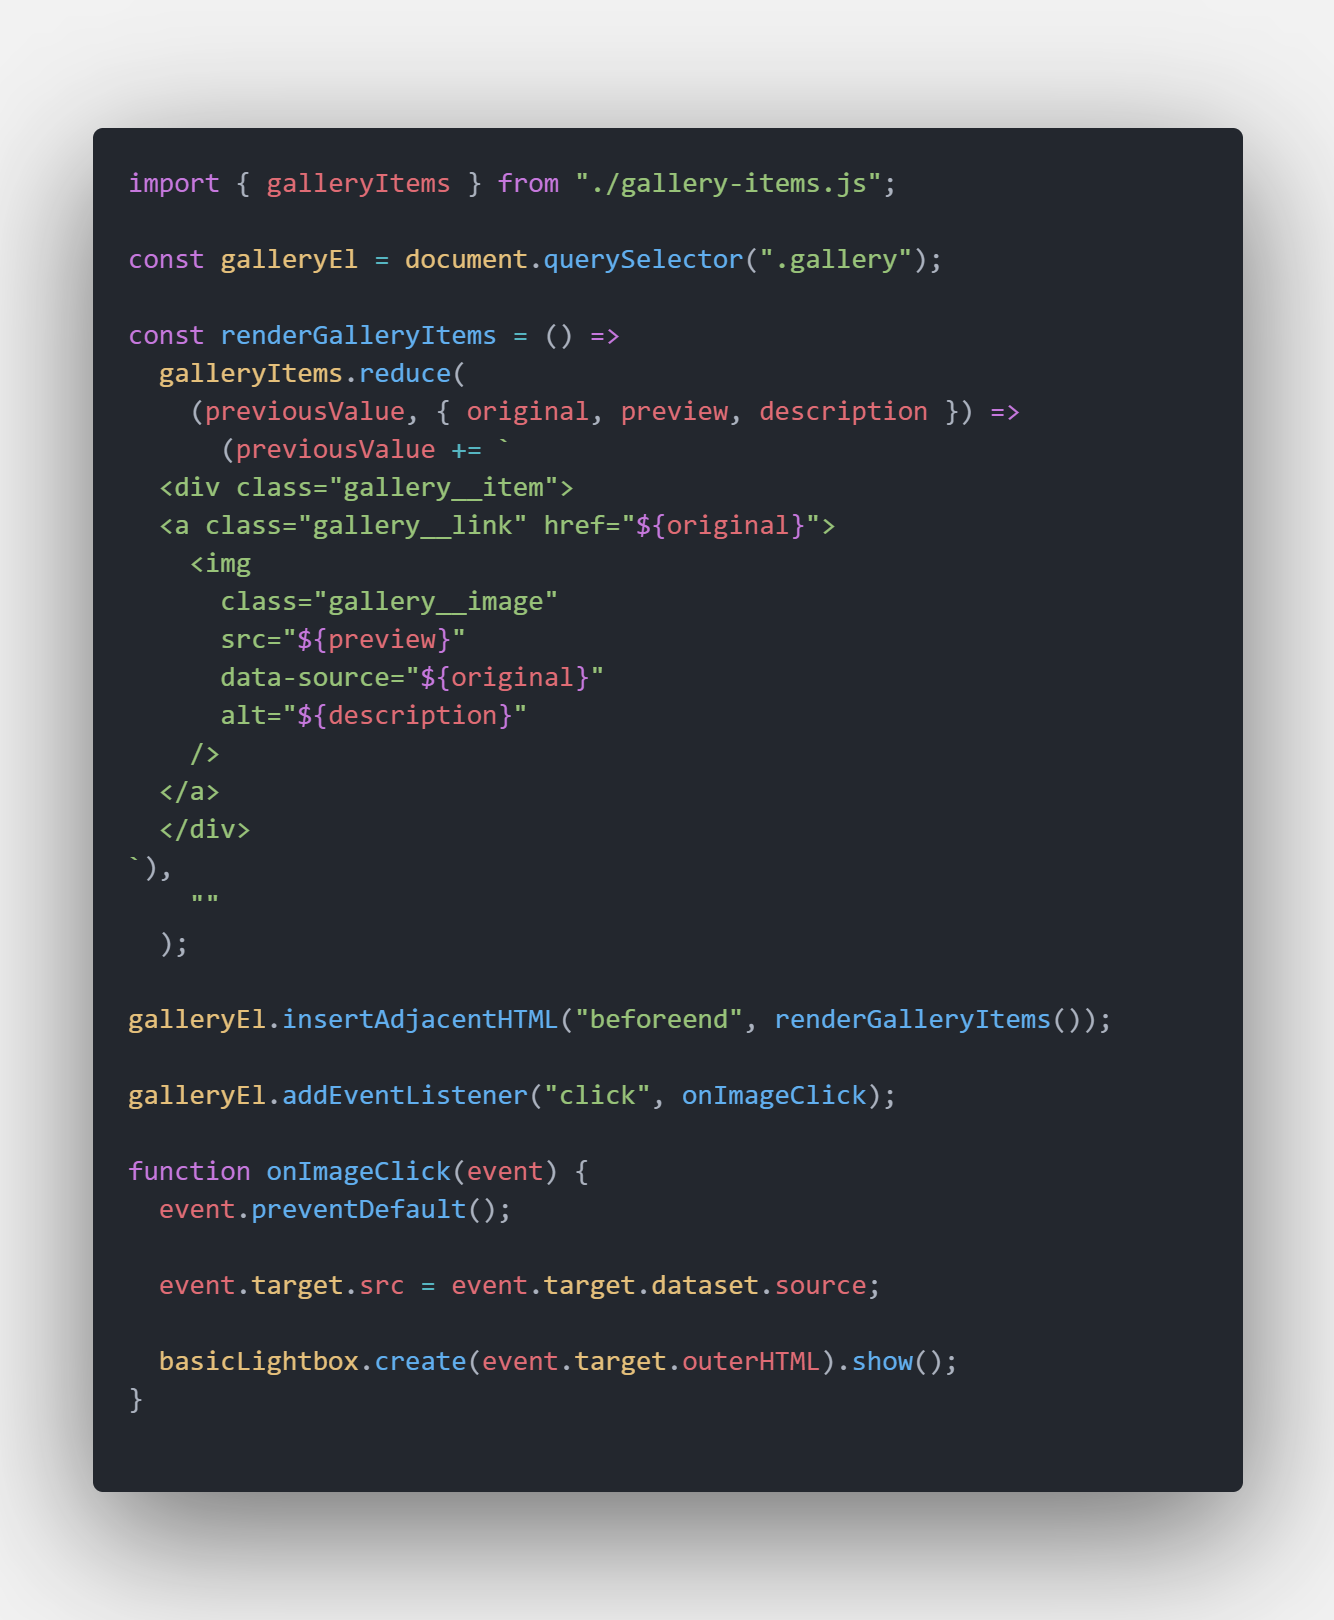 import { galleryItems } from "./gallery-items.js";

const galleryEl = document.querySelector(".gallery");

const renderGalleryItems = () =>
  galleryItems.reduce(
    (previousValue, { original, preview, description }) =>
      (previousValue += `
  <div class="gallery__item">
  <a class="gallery__link" href="${original}">
    <img
      class="gallery__image"
      src="${preview}"
      data-source="${original}"
      alt="${description}"
    />
  </a>
  </div>
`),
    ""
  );

galleryEl.insertAdjacentHTML("beforeend", renderGalleryItems());

galleryEl.addEventListener("click", onImageClick);

function onImageClick(event) {
  event.preventDefault();

  event.target.src = event.target.dataset.source;

  basicLightbox.create(event.target.outerHTML).show();
}